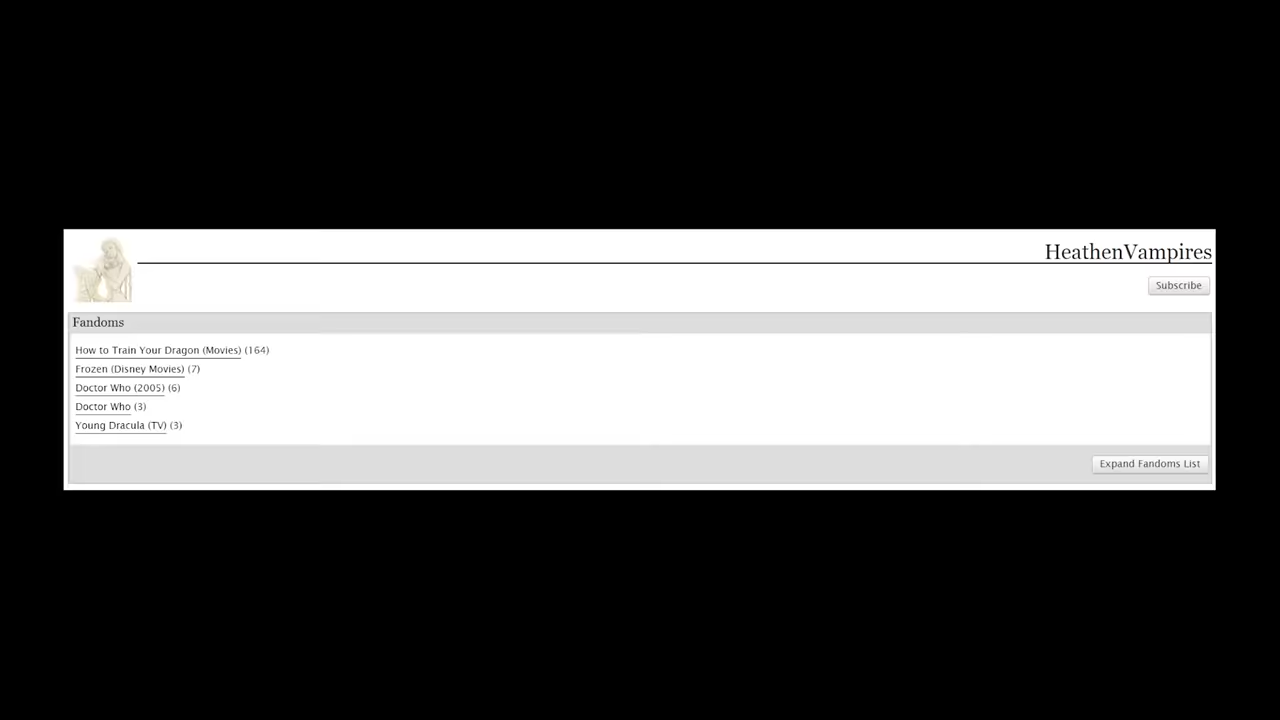 HeathenVampires
Subscribe
Fandoms
How to Train Your Dragon (Movies) (164)
Frozen (Disney Movies) (7)
Doctor Who (2005) (6)
Doctor Who (3)
Young Dracula (TV) (3)
Expand Fandoms List